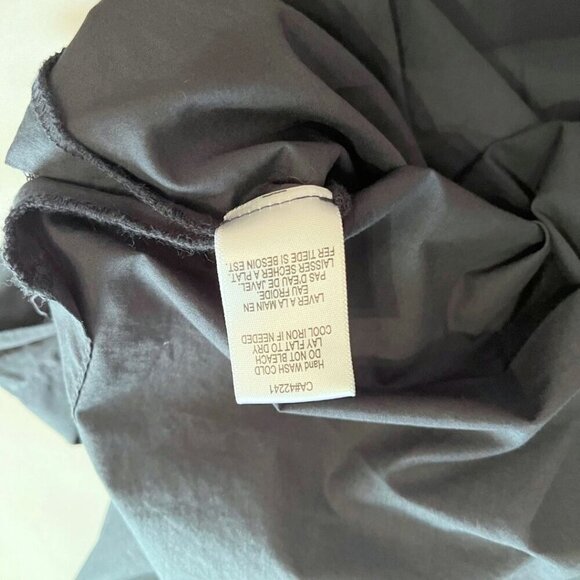 CA#42241
Hand WASH COLD
DO NOT BLEACH
LAY FLAT TO DRY
COOL IRON IF NEEDED
LAVER A LA MAIN EN
EAU FROIDE.
PAS D'EAU DE JAVEL.
LAISSER SECHER A PLAT.
FER TIEDE SI BESOIN EST.